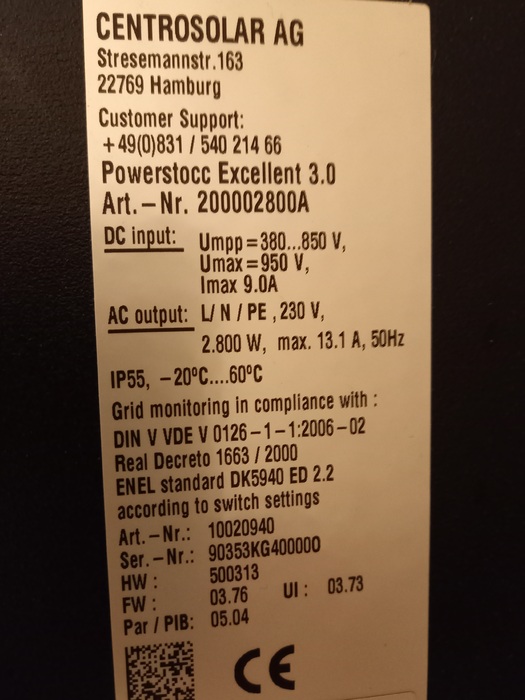 CENTROSOLAR AG
Stresemannstr.163
22769 Hamburg
Customer Support:
+49(0)831 / 540 214 66
Powerstocc Excellent 3.0
Art.-Nr. 200002800A
DC input: Umpp=380...850 V,
Umax=950 V,
Imax 9.0A
AC output: L/ N / PE , 230 V,
2.800 W, max. 13.1 A, 50Hz
IP55, -20°C....60°C
Grid monitoring in compliance with :
DIN V VDE V 0126-1-1:2006-02
Real Decreto 1663 / 2000
ENEL standard DK5940 ED 2.2
according to switch settings
Art.-Nr.: 10020940
Ser.-Nr.: 90353KG400000
HW : 500313
FW : 03.76 UI : 03.73
Par / PIB: 05.04
CE